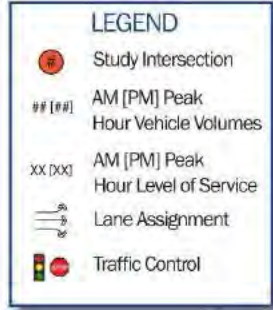 LEGEND
# Study Intersection
## [##] AM [PM] Peak
Hour Vehicle Volumes
XX [XX] AM [PM] Peak
Hour Level of Service
Lane Assignment
STOP Traffic Control